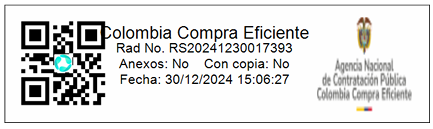 Colombia Compra Eficiente
Rad No. RS20241230017393
Anexos: No    Con copia: No
Fecha: 30/12/2024 15:06:27
Agencia Nacional
de Contratación Pública
Colombia Compra Eficiente